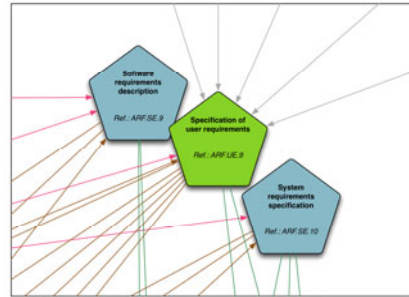 Software
requirements
description
Ref.: ARF.SE.9
Specification of
user requirements
Ref.: ARF.UE.9
System
requirements
specification
Ref.: ARF.SE.10